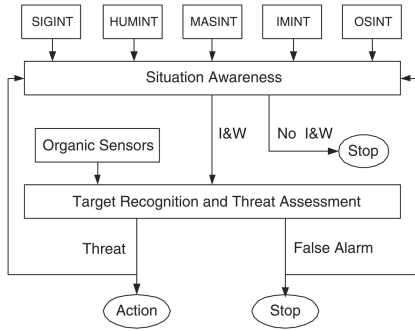 SIGINT HUMINT MASINT IMINT OSINT
Situation Awareness
I&W No I&W
Organic Sensors
Stop
Target Recognition and Threat Assessment
Threat False Alarm
Action Stop